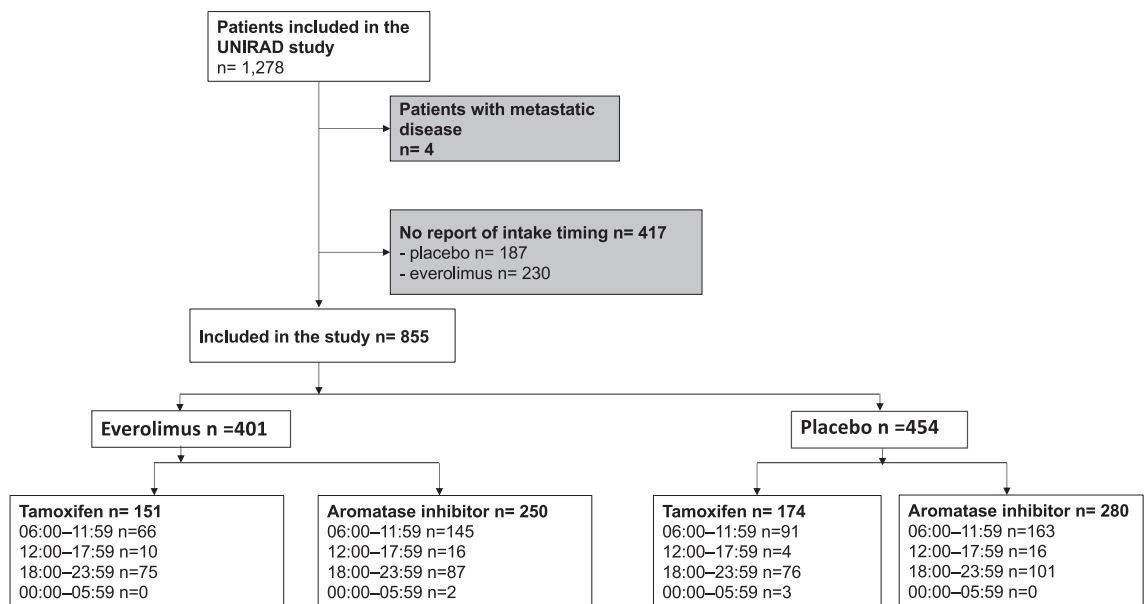 Patients included in the
UNIRAD study
n= 1,278
Patients with metastatic
disease
n= 4
No report of intake timing n= 417
- placebo n= 187
- everolimus n= 230
Included in the study n= 855
Everolimus n =401
Placebo n =454
Tamoxifen n= 151
06:00–11:59 n=66
12:00–17:59 n=10
18:00–23:59 n=75
00:00–05:59 n=0
Aromatase inhibitor n= 250
06:00–11:59 n=145
12:00–17:59 n=16
18:00–23:59 n=87
00:00–05:59 n=2
Tamoxifen n= 174
06:00–11:59 n=91
12:00–17:59 n=4
18:00–23:59 n=76
00:00–05:59 n=3
Aromatase inhibitor n= 280
06:00–11:59 n=163
12:00–17:59 n=16
18:00–23:59 n=101
00:00–05:59 n=0